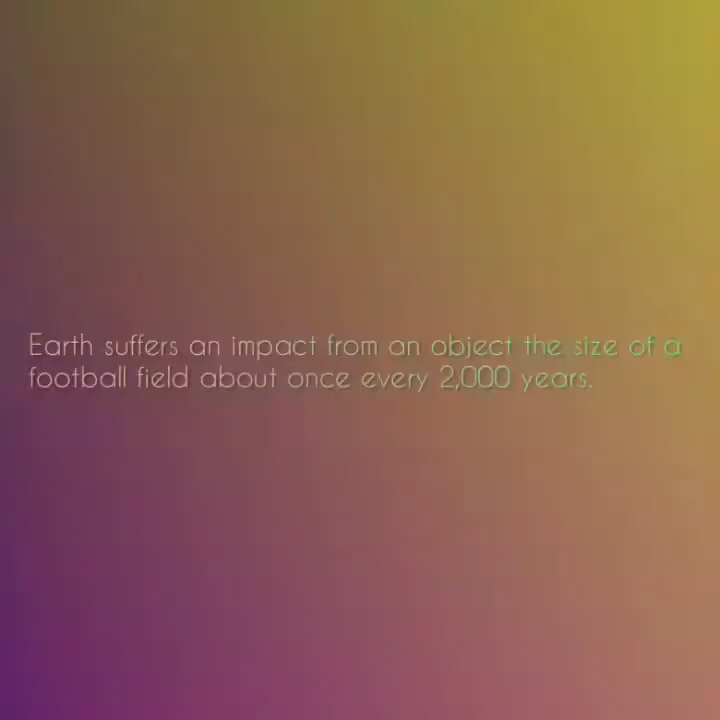 Earth suffers an impact from an object the size of a
football field about once every 2,000 years.